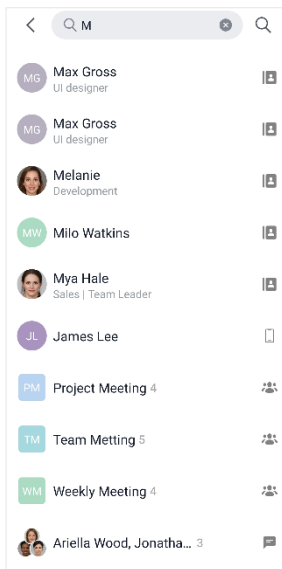 M
MG
Max Gross
UI designer
MG
Max Gross
UI designer
Melanie
Development
MW
Milo Watkins
Mya Hale
Sales | Team Leader
JL
James Lee
PM
Project Meeting 4
TM
Team Metting 5
WM
Weekly Meeting 4
Ariella Wood, Jonatha... 3